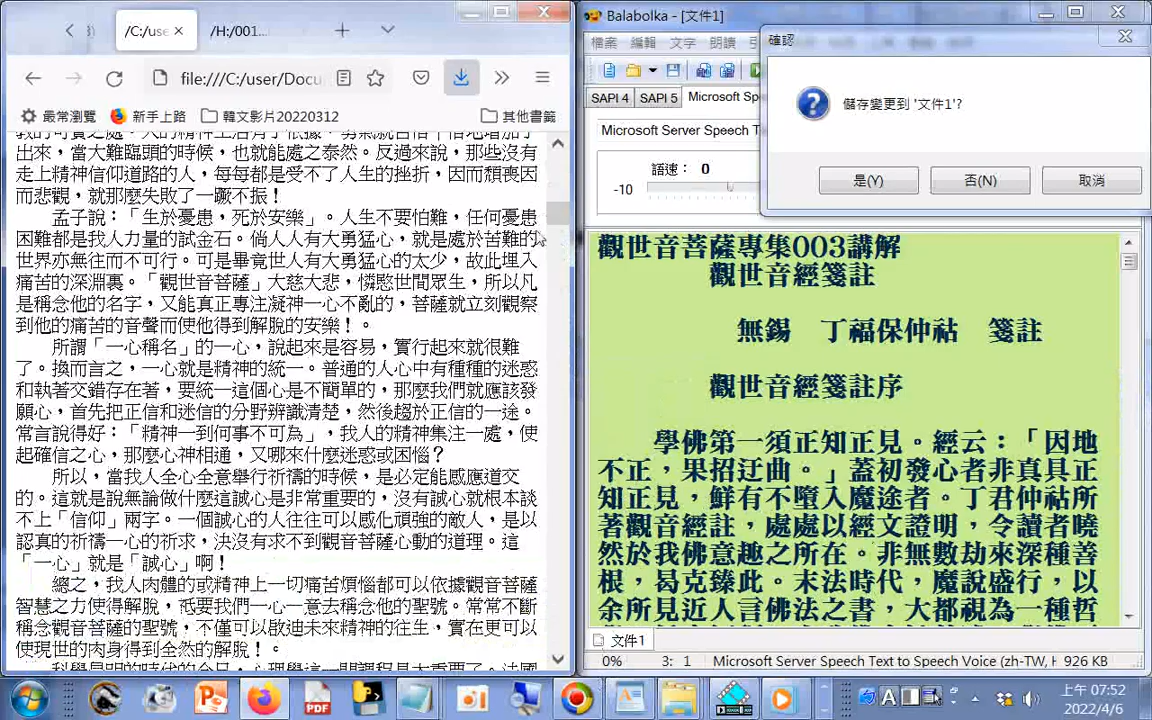 /C:/use
/H:/001...
file:///C:/user/Docu
最常瀏覽
新手上路
韓文影片20220312
其他書籤
出來，當大難臨頭的時候，也就能處之泰然。反過來說，那些沒有
走上精神信仰道路的人，每每都是受不了人生的挫折，因而頹喪因
而悲觀，就那麼失敗了一蹶不振！
孟子說：「生於憂患，死於安樂」。人生不要怕難，任何憂患
困難都是我人力量的試金石。倘人人有大勇猛心，就是處於苦難的
世界亦無往而不可行。可是畢竟世人有大勇猛心的太少，故此埋入
痛苦的深淵裏。「觀世音菩薩」大慈大悲，憐愍世間眾生，所以凡
是稱念他的名字，又能真正專注凝神一心不亂的，菩薩就立刻觀察
到他的痛苦的音聲而使他得到解脫的安樂！。
所謂「一心稱名」的一心，說起來是容易，實行起來就很難
了。換而言之，一心就是精神的統一。普通的人心中有種種的迷惑
和執著交錯存在著，要統一這個心是不簡單的，那麼我們就應該發
願心，首先把正信和迷信的分野辨識清楚，然後趨於正信的一途。
常言說得好：「精神一到何事不可為」，我人的精神集注一處，使
起確信之心，那麼心神相通，又哪來什麼迷惑或困惱？
所以，當我人全心全意舉行祈禱的時候，是必定能感應道交
的。這就是說無論做什麼這誠心是非常重要的，沒有誠心就根本談
不上「信仰」兩字。一個誠心的人往往可以感化頑強的敵人，是以
認真的祈禱一心的祈求，決沒有求不到觀音菩薩心動的道理。這
「一心」就是「誠心」啊！
總之，我人肉體的或精神上一切痛苦煩惱都可以依據觀音菩薩
智慧之力使得解脫，祗要我們一心一意去稱念他的聖號。常常不斷
稱念觀音菩薩的聖號，不僅可以啟迪未來精神的往生，實在更可以
使現世的肉身得到全然的解脫！。
Balabolka - [文件1]
檔案 編輯 文字 朗讀
確認
儲存變更到 '文件1'?
是(Y) 否(N) 取消
SAPI 4 SAPI 5 Microsoft Sp
Microsoft Server Speech T
語速： 0
-10
觀世音菩薩專集003講解
觀世音經箋註
無錫 丁福保仲祜 箋註
觀世音經箋註序
學佛第一須正知正見。經云：「因地
不正，果招迂曲。」蓋初發心者非真具正
知正見，鮮有不墮入魔途者。丁君仲祜所
著觀音經註，處處以經文證明，令讀者曉
然於我佛意趣之所在。非無數劫來深種善
根，曷克臻此。末法時代，魔說盛行，以
余所見近人言佛法之書，大都視為一種哲
文件1
0% 3: 1 Microsoft Server Speech Text to Speech Voice (zh-TW, H 926 KB
上午 07:52
2022/4/6